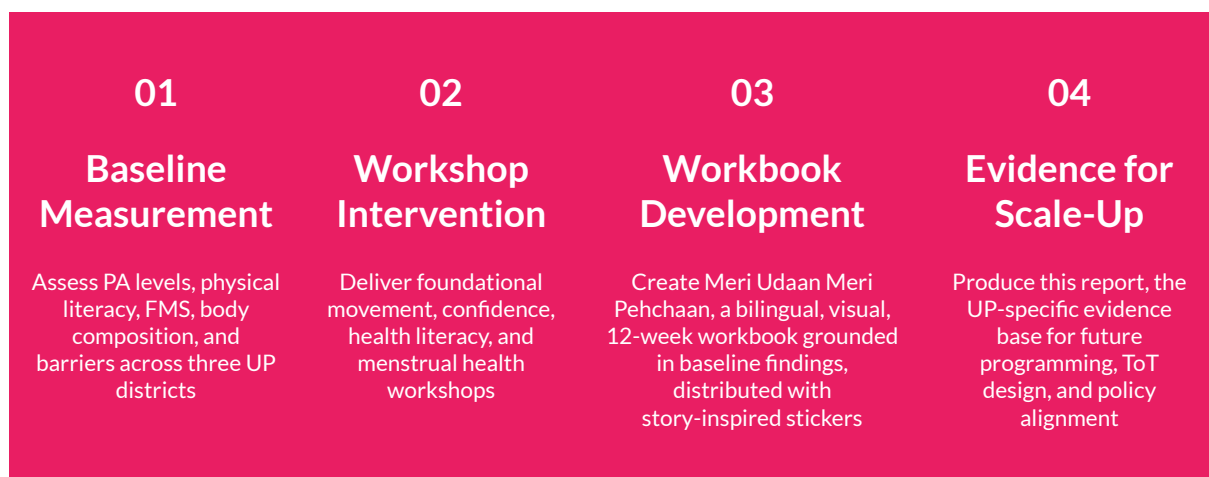 01
Baseline
Measurement
Assess PA levels, physical
literacy, FMS, body
composition, and
barriers across three UP
districts
02
Workshop
Intervention
Deliver foundational
movement, confidence,
health literacy, and
menstrual health
workshops
03
Workbook
Development
Create Meri Udaan Meri
Pehchaan, a bilingual, visual,
12-week workbook grounded
in baseline findings,
distributed with
story-inspired stickers
04
Evidence for
Scale-Up
Produce this report, the
UP-specific evidence
base for future
programming, ToT
design, and policy
alignment